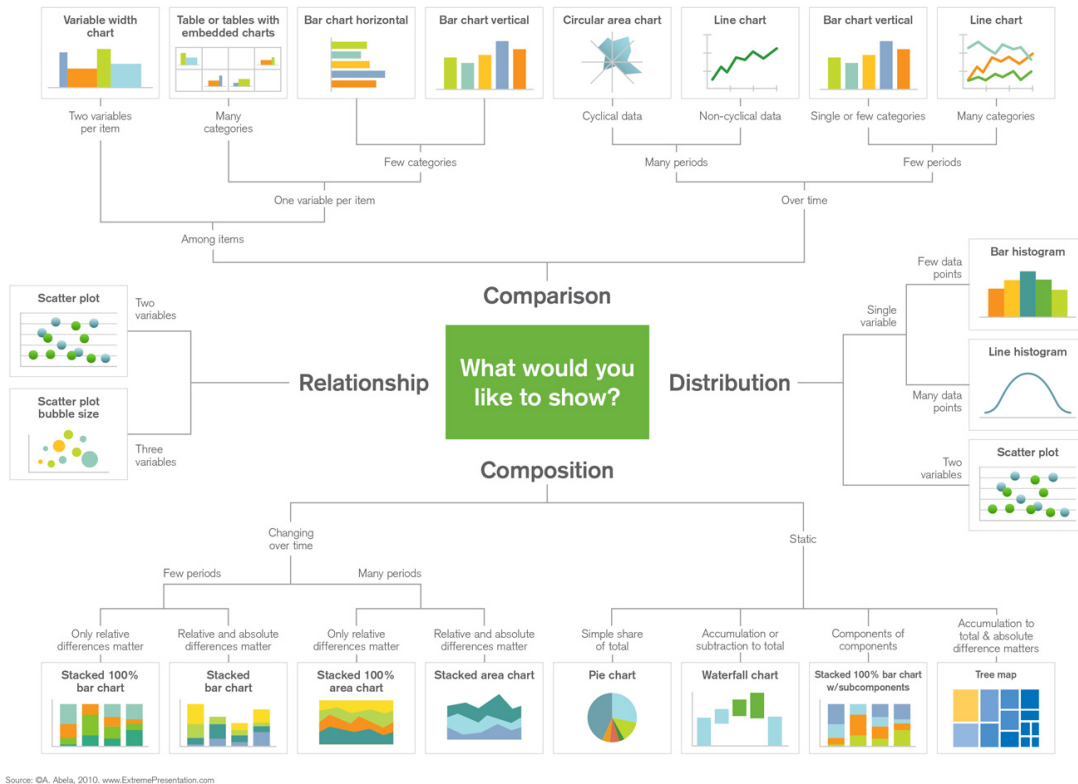 Variable width
chart
Table or tables with
embedded charts
Bar chart horizontal
Bar chart vertical
Circular area chart
Line chart
Bar chart vertical
Line chart
Two variables
per item
Many
categories
Cyclical data
Non-cyclical data
Single or few categories
Many categories
Few categories
Many periods
Few periods
One variable per item
Over time
Among items
Comparison
Scatter plot
Two
variables
Scatter plot
bubble size
Three
variables
Relationship
What would you
like to show?
Distribution
Single
variable
Few data
points
Bar histogram
Many data
points
Line histogram
Two
variables
Scatter plot
Composition
Changing
over time
Static
Few periods
Many periods
Only relative
differences matter
Relative and absolute
differences matter
Only relative
differences matter
Relative and absolute
differences matter
Simple share
of total
Accumulation or
subtraction to total
Components of
components
Accumulation to
total & absolute
difference matters
Stacked 100%
bar chart
Stacked
bar chart
Stacked 100%
area chart
Stacked area chart
Pie chart
Waterfall chart
Stacked 100% bar chart
w/subcomponents
Tree map
Source: ©A. Abela, 2010. www.ExtremePresentation.com